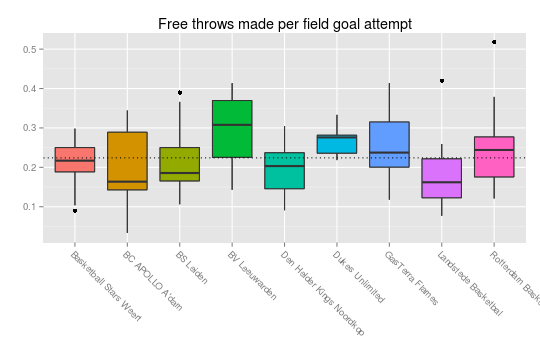 Free throws made per field goal attempt
0.5
0.4
0.3
0.2
0.1
Basketball Stars Weert
BC APOLLO A'dam
BS Leiden
BV Leeuwarden
Den Helder Kings Noordkop
Dukes Unlimited
GasTerra Flames
Landstede Basketbal
Rotterdam Baske